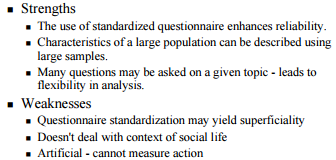 Strengths
The use of standardized questionnaire enhances reliability.
Characteristics of a large population can be described using
large samples.
Many questions may be asked on a given topic - leads to
flexibility in analysis.
Weaknesses
Questionnaire standardization may yield superficiality
Doesn't deal with context of social life
Artificial - cannot measure action